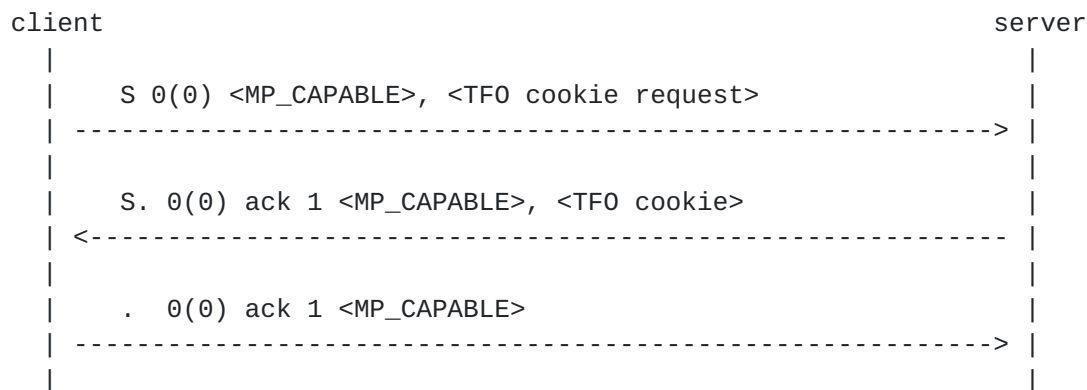 client server
S 0(0) <MP_CAPABLE>, <TFO cookie request>
S. 0(0) ack 1 <MP_CAPABLE>, <TFO cookie>
. 0(0) ack 1 <MP_CAPABLE>